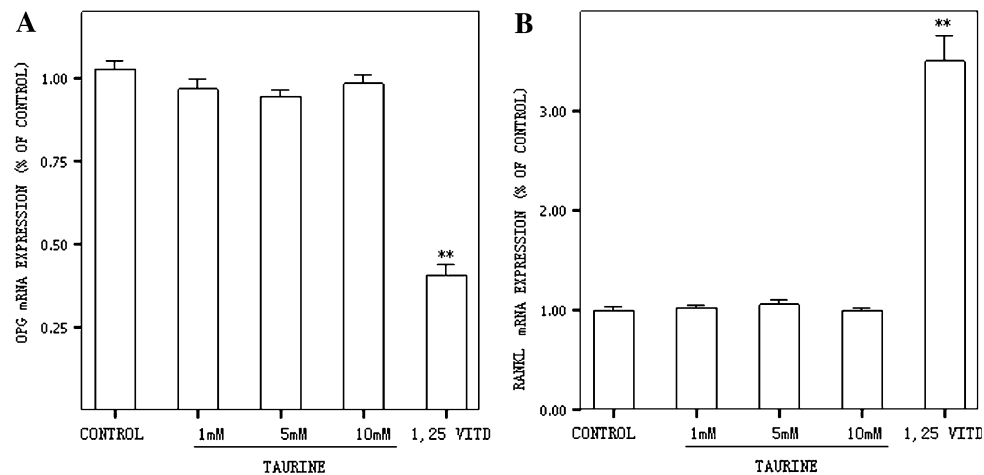 A
OPG mRNA EXPRESSION (% OF CONTROL)
1.00
0.75
0.50
0.25
**
CONTROL 1mM 5mM 10mM 1,25 VITD
TAURINE
B
RANKL mRNA EXPRESSION (% OF CONTROL)
3.00
2.00
1.00
0.00
**
CONTROL 1mM 5mM 10mM 1,25 VITD
TAURINE